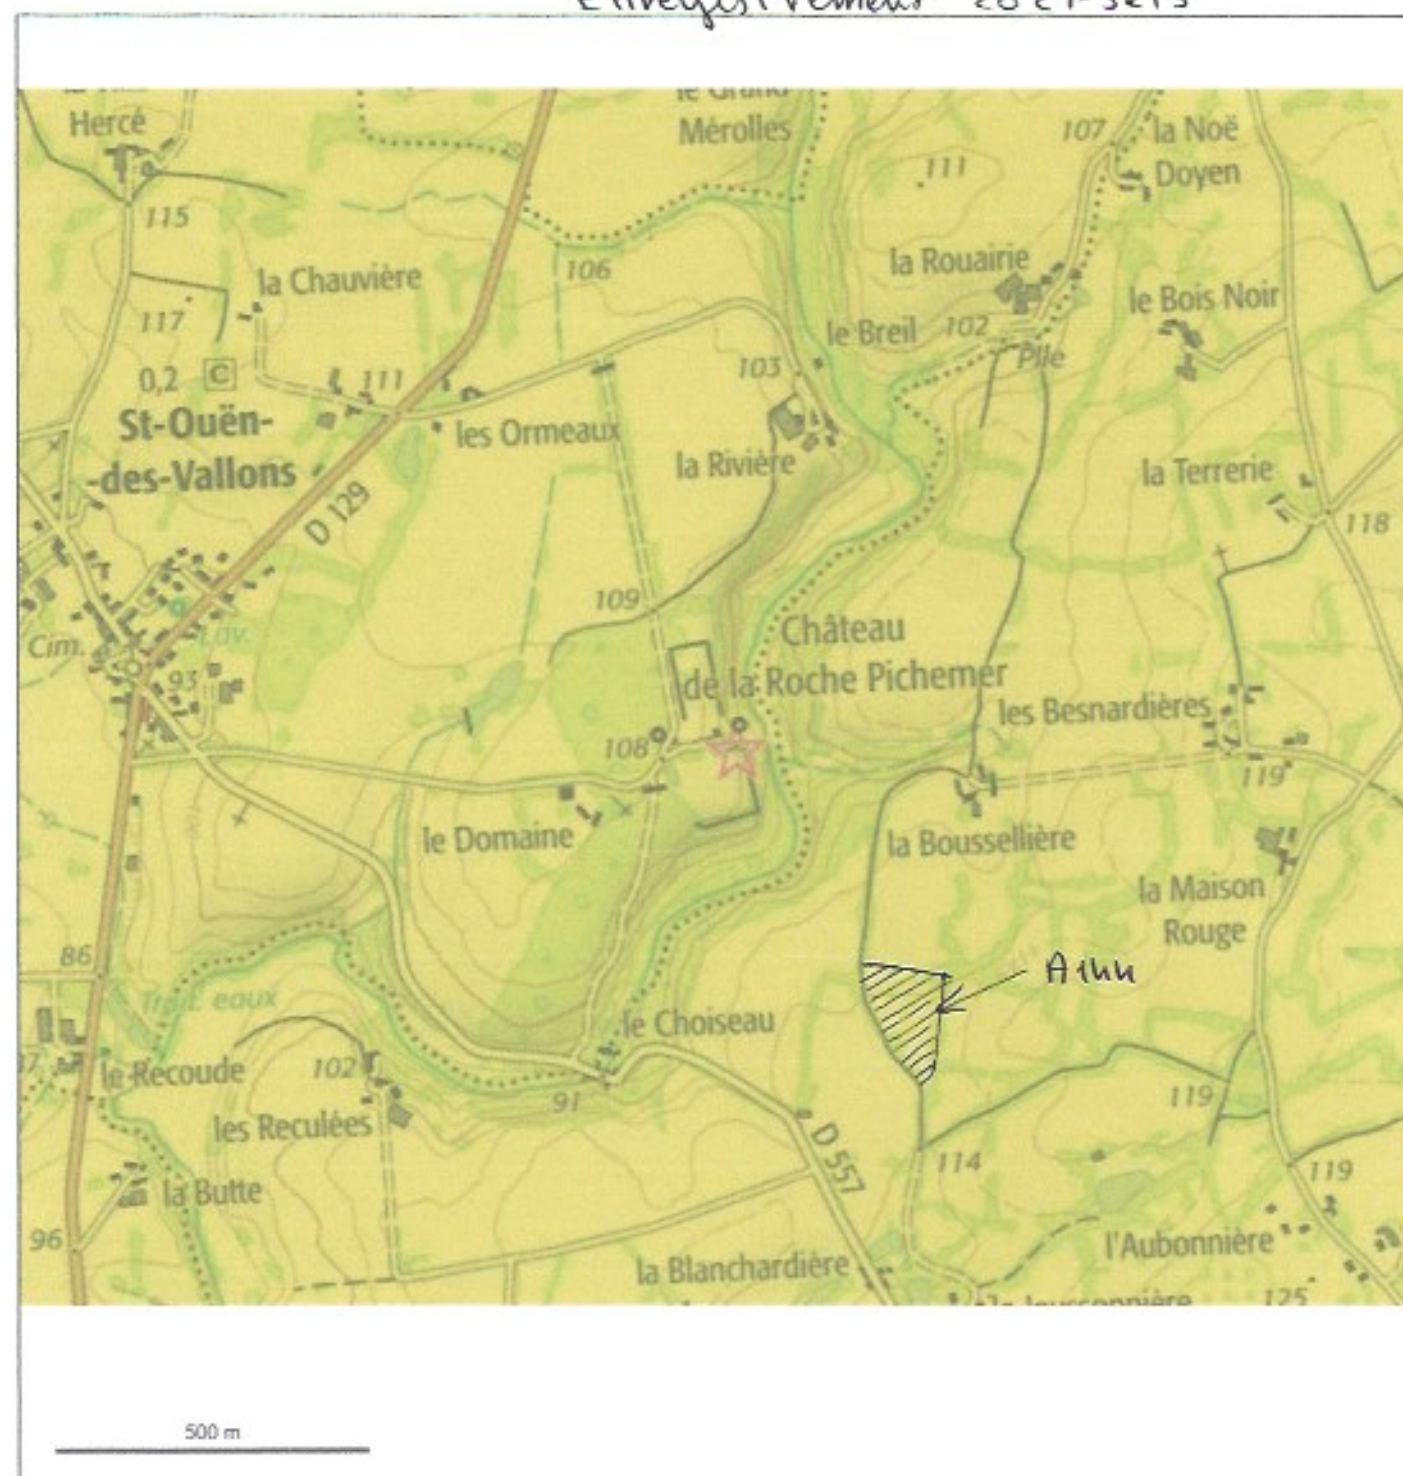 le Grand
Mérolles
Hercé
107
la Noë
Doyen
111
115
la Rouairie
la Chauvière
106
le Bois Noir
117
le Breil
102
Plle
103
0,2
C
111
St-Ouën-
-des-Vallons
les Ormeaux
la Rivière
la Terrerie
D 129
118
109
Château
de la Roche Pichemer
Cim.
Lav.
93
les Besnardières
108
119
le Domaine
la Boussellière
la Maison
Rouge
86
Trait. eaux
le Choiseau
le Recoude
102
les Reculées
91
119
D 557
114
119
la Butte
96
l'Aubonnière
la Blanchardière
125
500 m